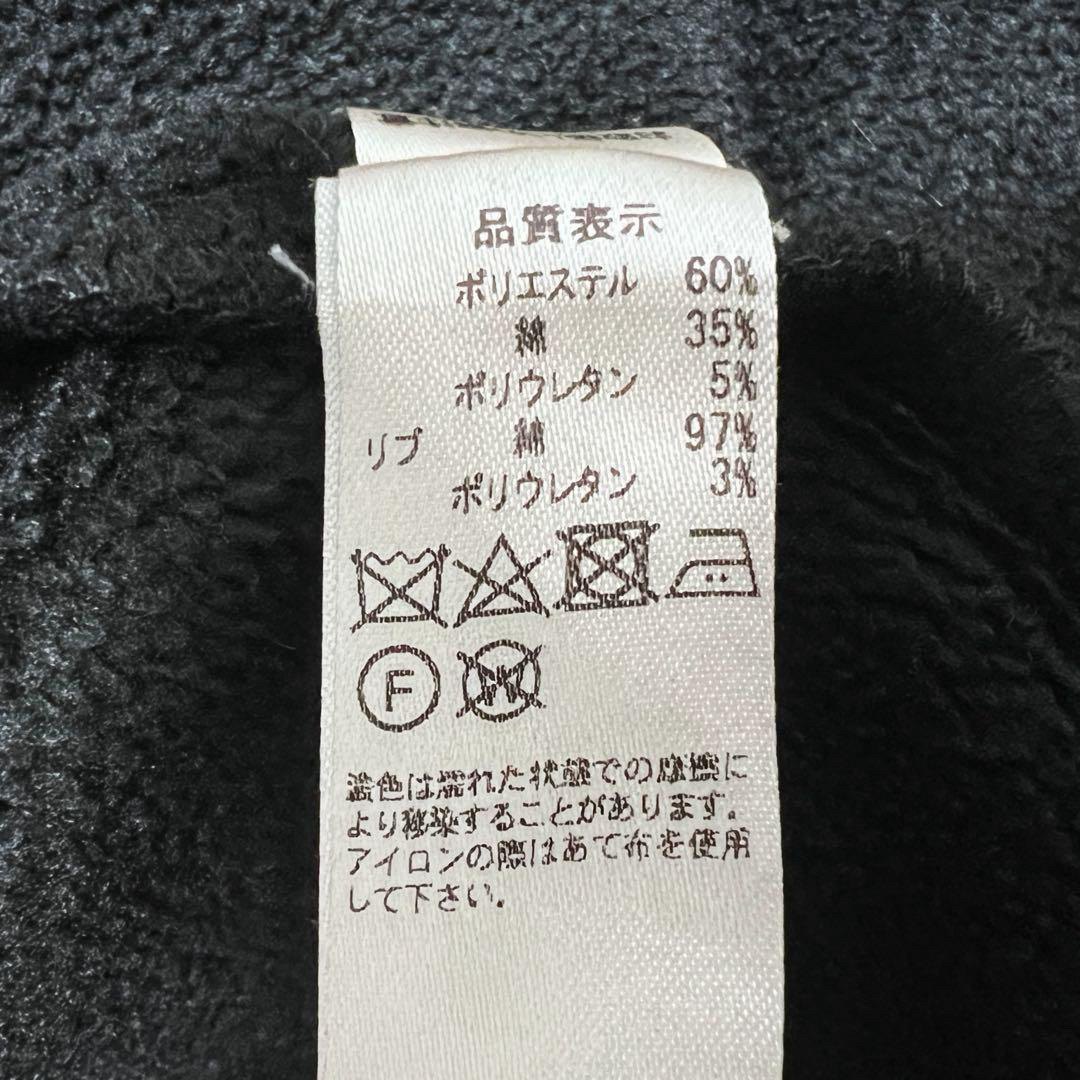 品質表示
ポリエステル 60%
綿 35%
ポリウレタン 5%
リブ 綿 97%
ポリウレタン 3%
F W
濃色は濡れた状態での摩擦に
より移染することがあります。
アイロンの際はあて布を使用
して下さい。